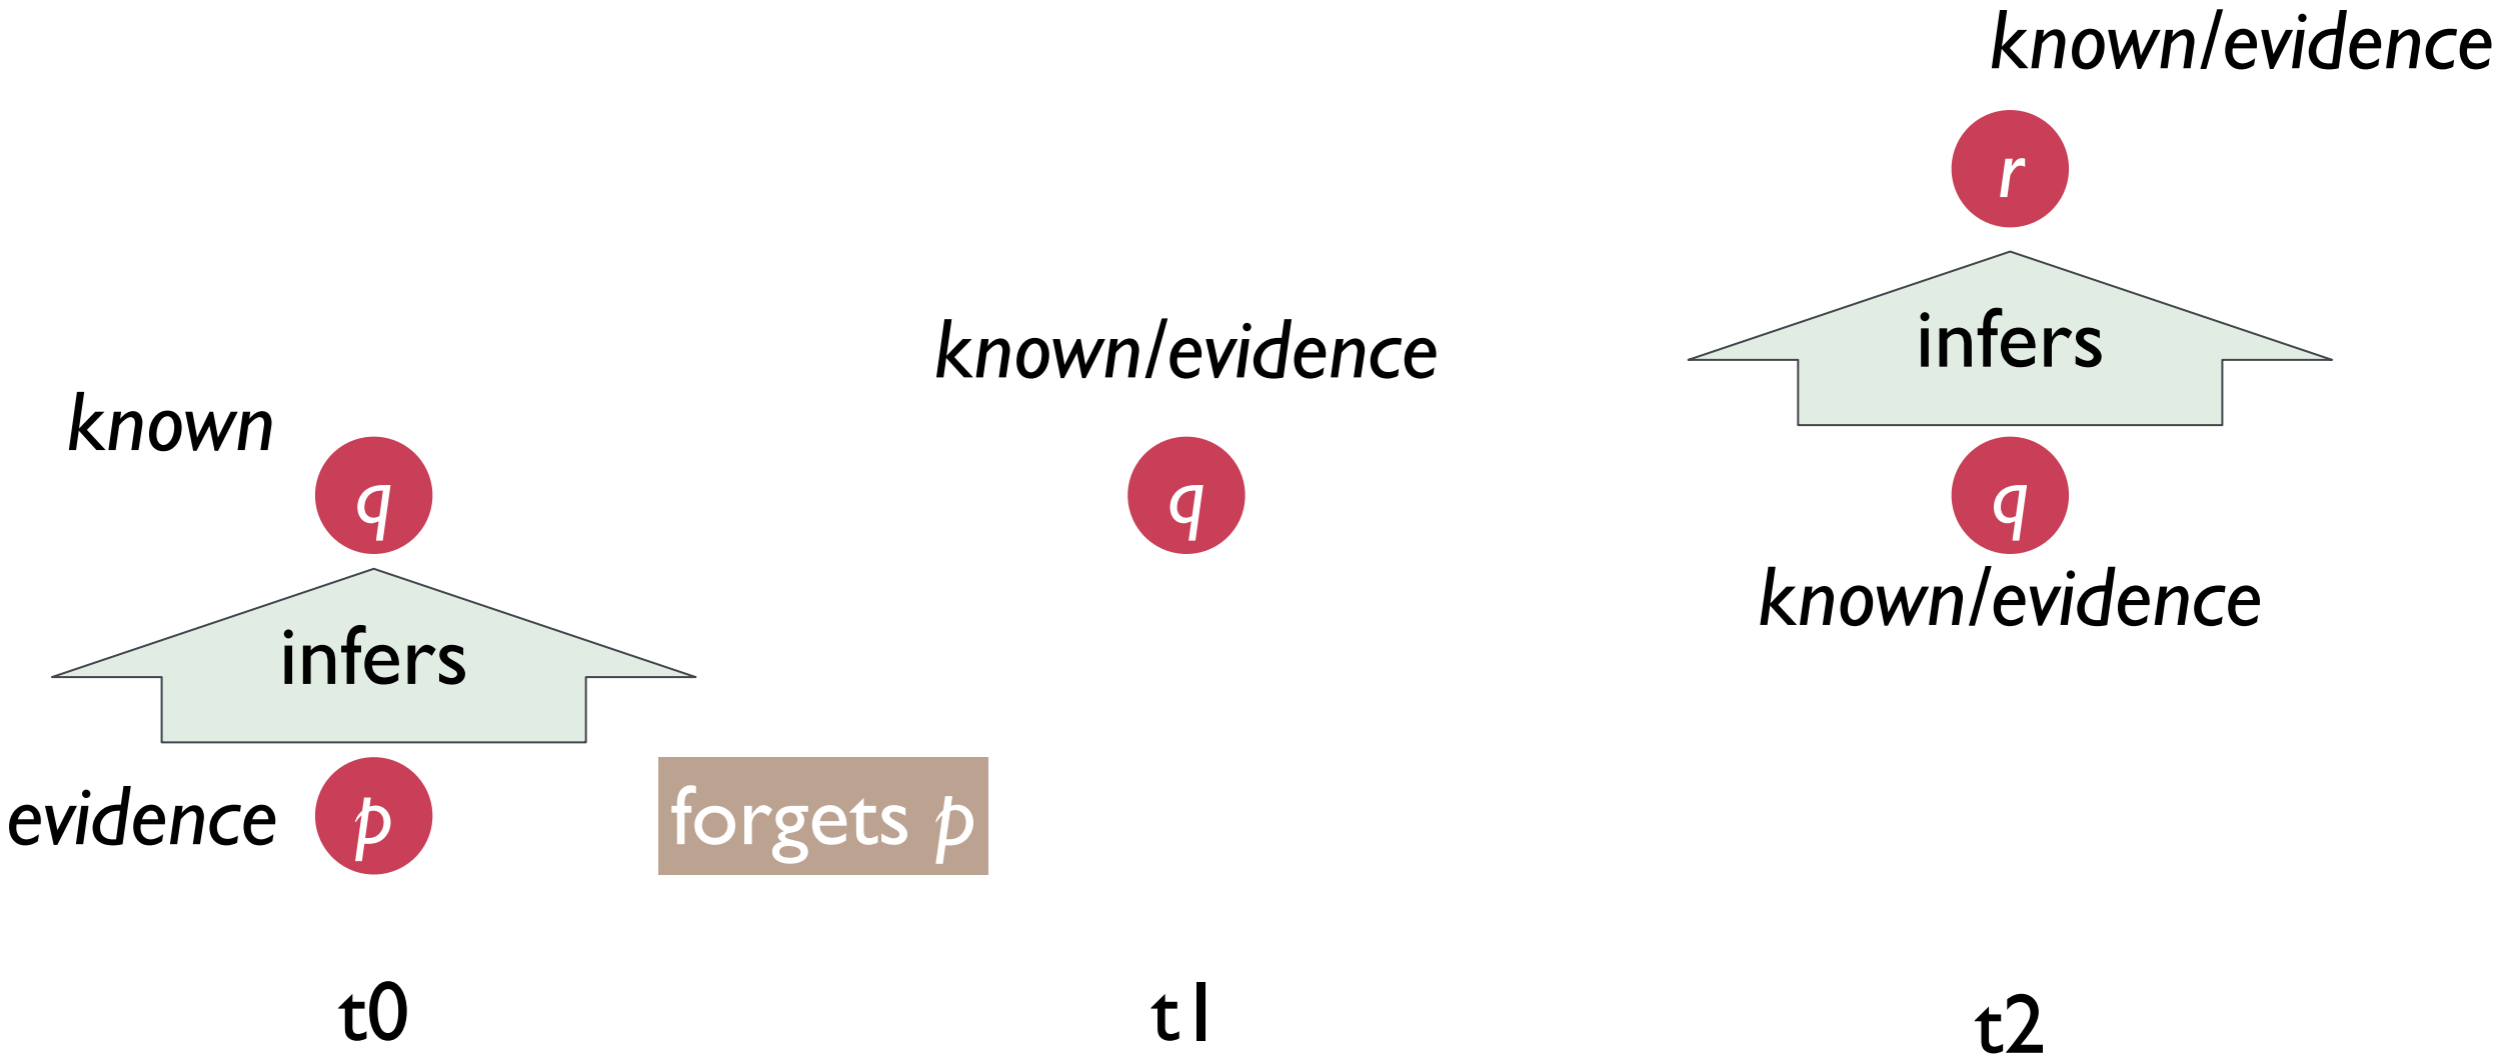 known/evidence
r
infers
known/evidence
known
q
q
q
known/evidence
infers
evidence
p
forgets p
t0
t1
t2